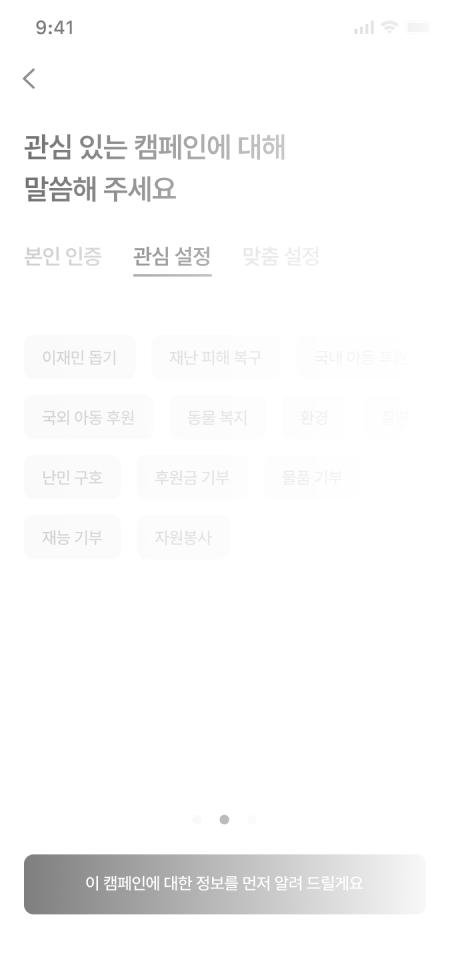 9:41
관심 있는 캠페인에 대해
말씀해 주세요
본인 인증 관심 설정 맞춤 설정
이재민 돕기 재난 피해 복구 국내 아동 후원
국외 아동 후원 동물 복지 환경 질병
난민 구호 후원금 기부 물품 기부
재능 기부 자원봉사
이 캠페인에 대한 정보를 먼저 알려 드릴게요